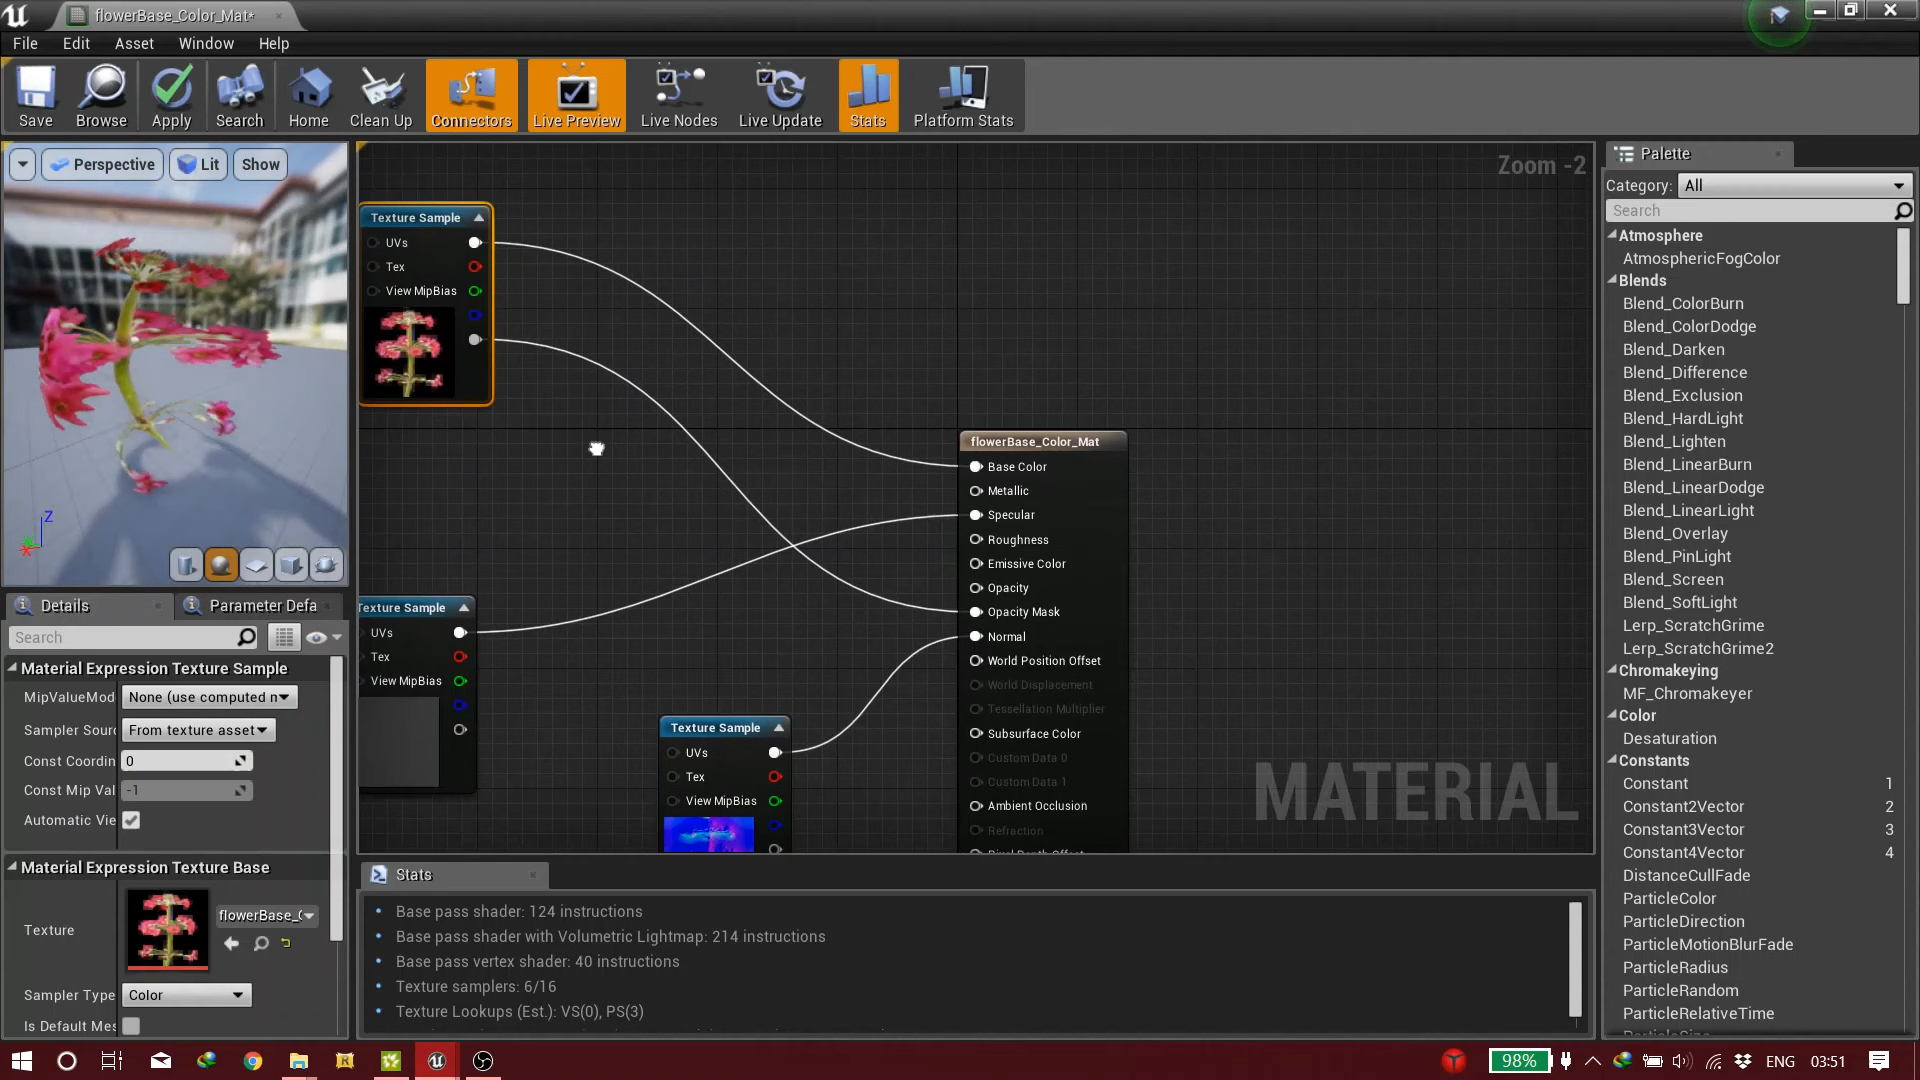 flowerBase_Color_Mat*
File Edit Asset Window Help
Save Browse Apply Search Home Clean Up Connectors Live Preview Live Nodes Live Update Stats Platform Stats
Perspective Lit Show
Z
Details Parameter Defa
Search
Material Expression Texture Sample
MipValueMod None (use computed n
Sampler Sour From texture asset
Const Coordin 0
Const Mip Val -1
Automatic Vie
Material Expression Texture Base
Texture flowerBase_C
Sampler Type Color
Is Default Mes
Zoom -2
Texture Sample
UVs
Tex
View MipBias
Texture Sample
UVs
Tex
View MipBias
Texture Sample
UVs
Tex
View MipBias
flowerBase_Color_Mat
Base Color
Metallic
Specular
Roughness
Emissive Color
Opacity
Opacity Mask
Normal
World Position Offset
World Displacement
Tessellation Multiplier
Subsurface Color
Custom Data 0
Custom Data 1
Ambient Occlusion
Refraction
Pixel Depth Offset
MATERIAL
Stats
Base pass shader: 124 instructions
Base pass shader with Volumetric Lightmap: 214 instructions
Base pass vertex shader: 40 instructions
Texture samplers: 6/16
Texture Lookups (Est.): VS(0), PS(3)
Palette
Category: All
Search
Atmosphere
AtmosphericFogColor
Blends
Blend_ColorBurn
Blend_ColorDodge
Blend_Darken
Blend_Difference
Blend_Exclusion
Blend_HardLight
Blend_Lighten
Blend_LinearBurn
Blend_LinearDodge
Blend_LinearLight
Blend_Overlay
Blend_PinLight
Blend_Screen
Blend_SoftLight
Lerp_ScratchGrime
Lerp_ScratchGrime2
Chromakeying
MF_Chromakeyer
Color
Desaturation
Constants
Constant 1
Constant2Vector 2
Constant3Vector 3
Constant4Vector 4
DistanceCullFade
ParticleColor
ParticleDirection
ParticleMotionBlurFade
ParticleRadius
ParticleRandom
ParticleRelativeTime
98% ENG 03:51